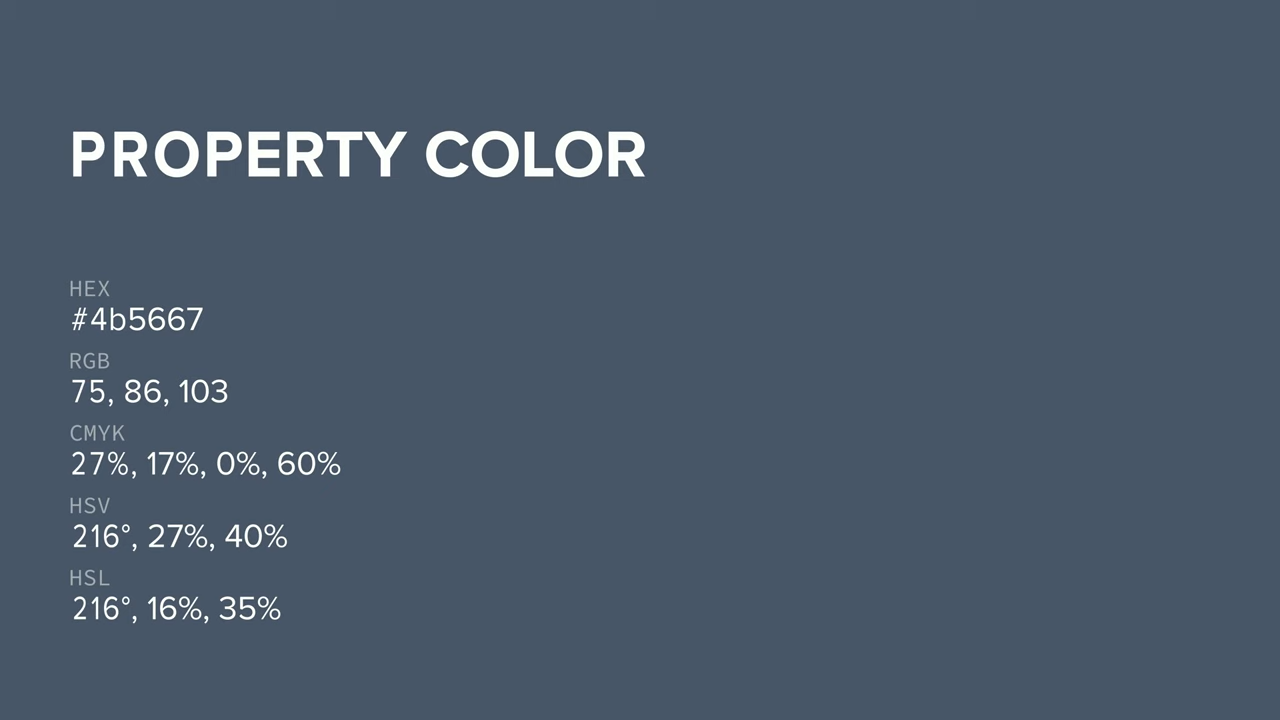 PROPERTY COLOR
HEX
#4b5667
RGB
75, 86, 103
CMYK
27%, 17%, 0%, 60%
HSV
216°, 27%, 40%
HSL
216°, 16%, 35%